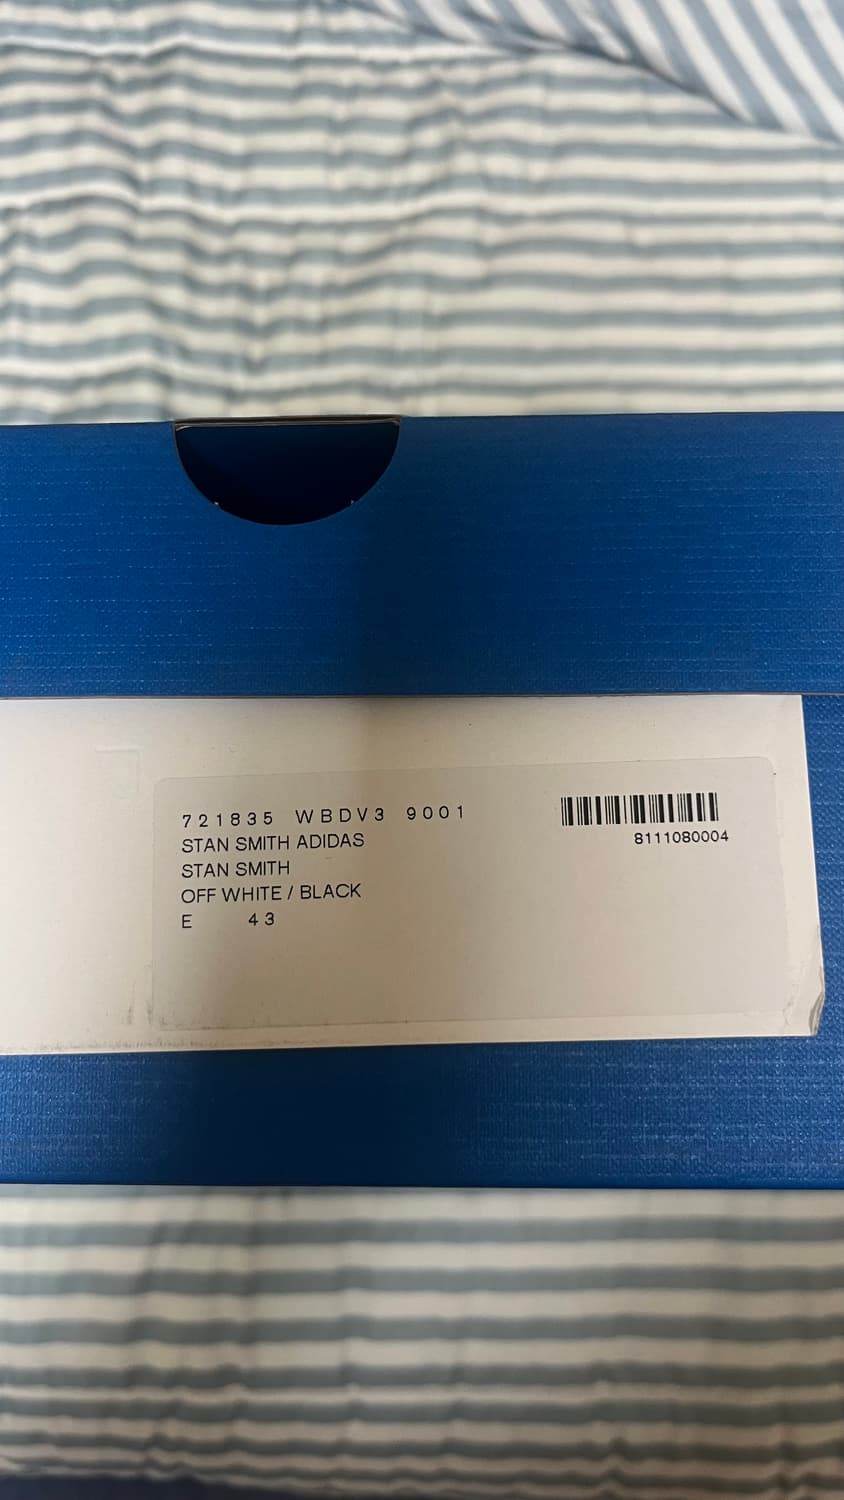 721835 WBDV3 9001
STAN SMITH ADIDAS
STAN SMITH
OFF WHITE / BLACK
E 43
8111080004